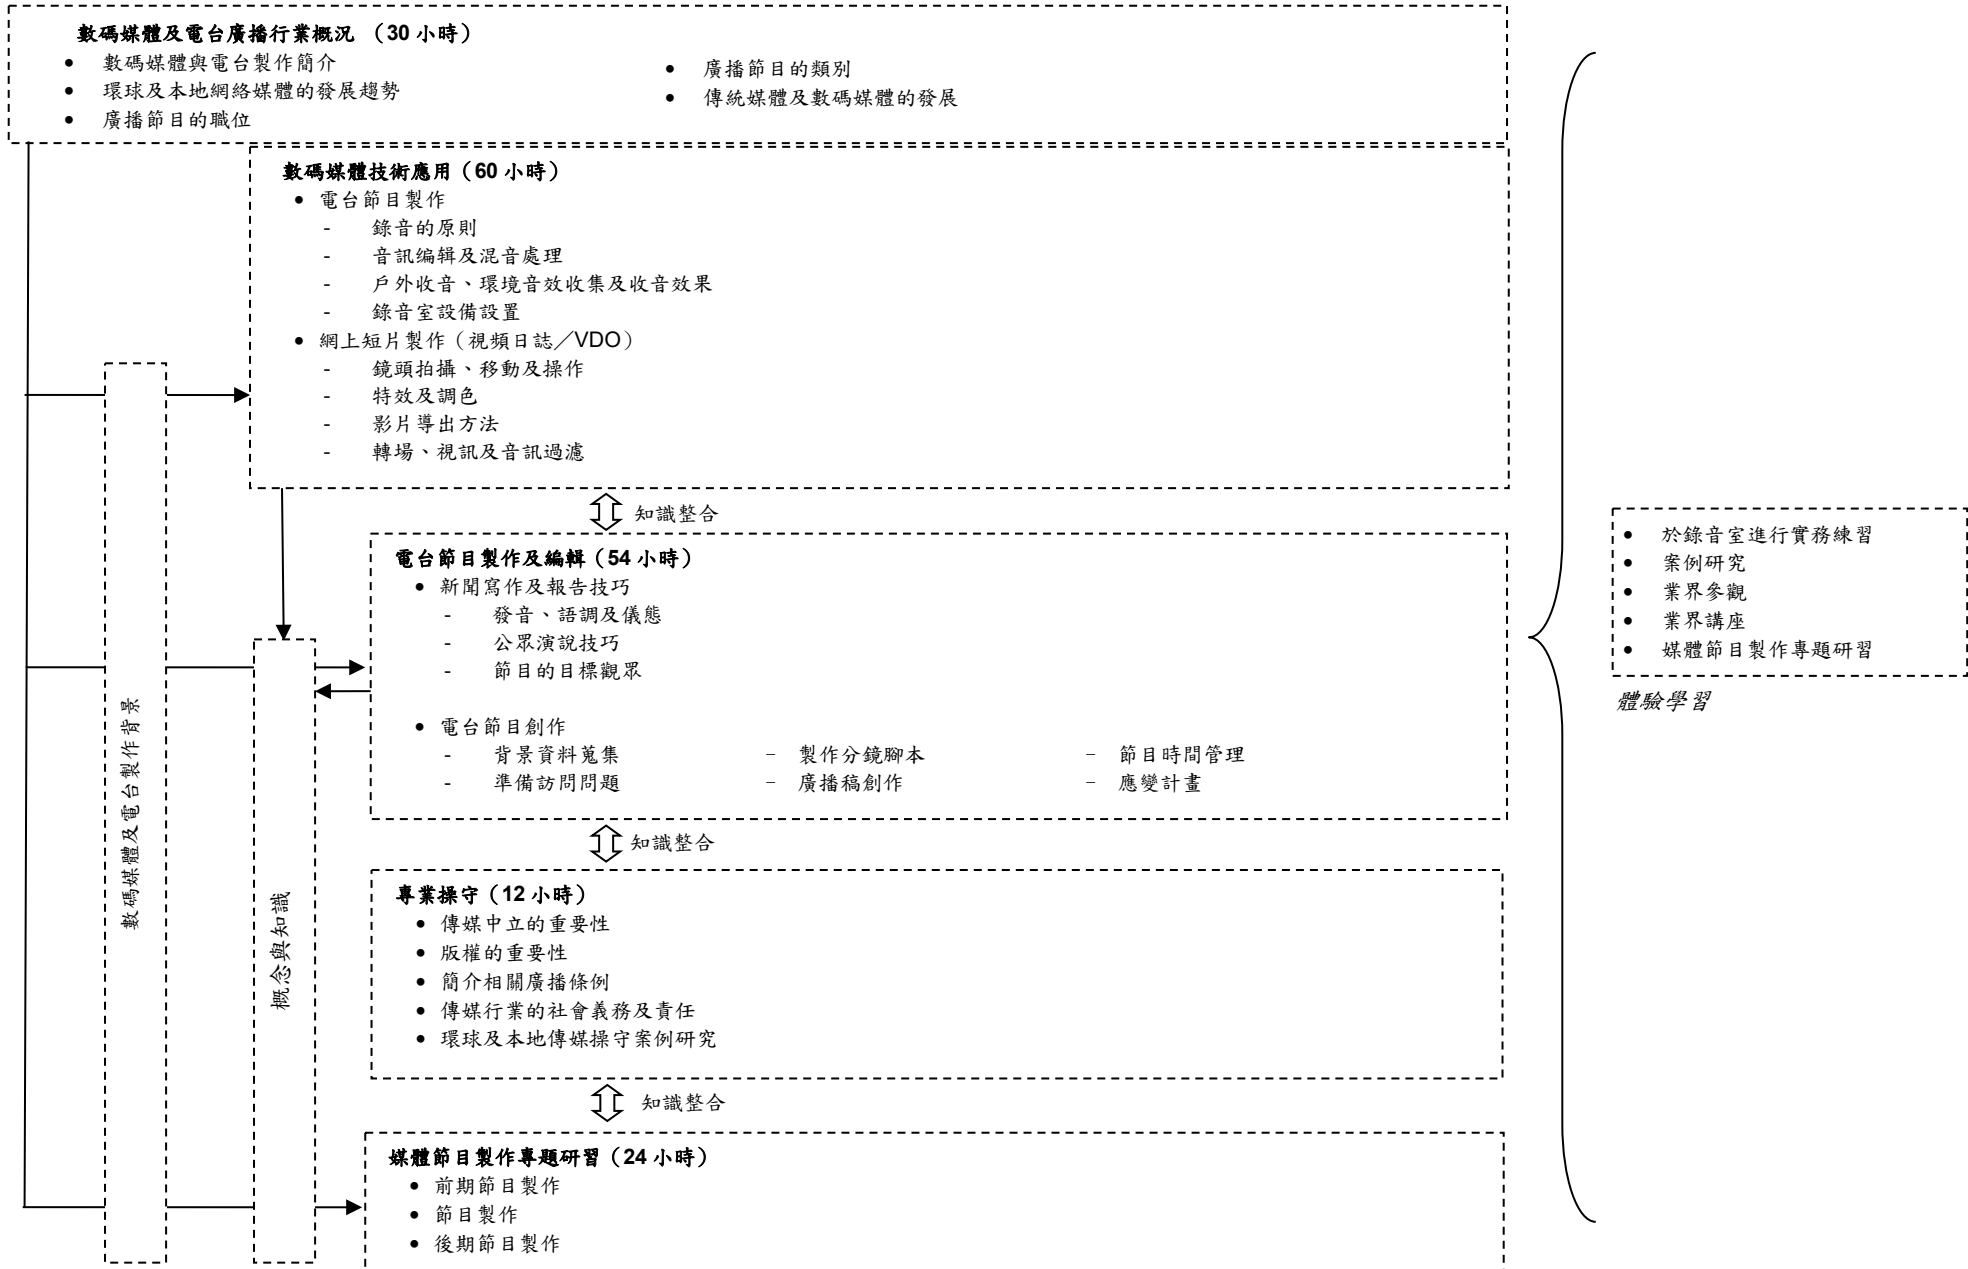 數碼媒體及電台廣播行業概況 （30 小時）
• 數碼媒體與電台製作簡介
• 環球及本地網絡媒體的發展趨勢
• 廣播節目的職位
• 廣播節目的類別
• 傳統媒體及數碼媒體的發展
數碼媒體技術應用（60 小時）
• 電台節目製作
- 錄音的原則
- 音訊编辑及混音處理
- 戶外收音、環境音效收集及收音效果
- 錄音室設備設置
• 網上短片製作（視頻日誌／VDO）
- 鏡頭拍攝、移動及操作
- 特效及調色
- 影片導出方法
- 轉場、視訊及音訊過濾
知識整合
電台節目製作及編輯（54 小時）
• 新聞寫作及報告技巧
- 發音、語調及儀態
- 公眾演說技巧
- 節目的目標觀眾
• 電台節目創作
- 背景資料蒐集 - 製作分鏡腳本 - 節目時間管理
- 準備訪問問題 - 廣播稿創作 - 應變計畫
知識整合
專業操守（12 小時）
• 傳媒中立的重要性
• 版權的重要性
• 簡介相關廣播條例
• 傳媒行業的社會義務及責任
• 環球及本地傳媒操守案例研究
知識整合
媒體節目製作專題研習（24 小時）
• 前期節目製作
• 節目製作
• 後期節目製作
數碼媒體及電台製作背景
概念與知識
• 於錄音室進行實務練習
• 案例研究
• 業界參觀
• 業界講座
• 媒體節目製作專題研習
體驗學習